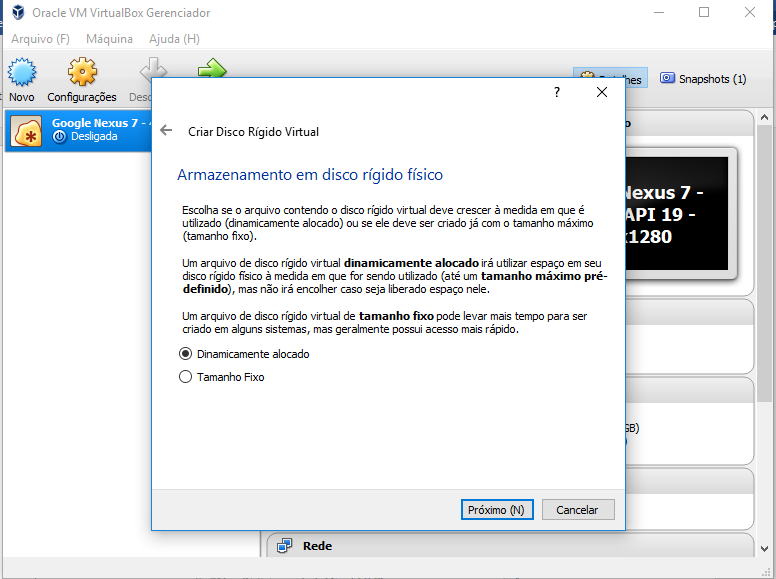 Oracle VM VirtualBox Gerenciador
Arquivo (F) Máquina Ajuda (H)
Novo Configurações
Snapshots (1)
Google Nexus 7 -
Desligada
?
Criar Disco Rígido Virtual
Armazenamento em disco rígido físico
Escolha se o arquivo contendo o disco rígido virtual deve crescer à medida em que é
utilizado (dinamicamente alocado) ou se ele deve ser criado já com o tamanho máximo
(tamanho fixo).
Um arquivo de disco rígido virtual dinamicamente alocado irá utilizar espaço em seu
disco rígido físico à medida em que for sendo utilizado (até um tamanho máximo pré-
definido), mas não irá encolher caso seja liberado espaço nele.
Um arquivo de disco rígido virtual de tamanho fixo pode levar mais tempo para ser
criado em alguns sistemas, mas geralmente possui acesso mais rápido.
Dinamicamente alocado
Tamanho Fixo
Próximo (N) Cancelar
Nexus 7 -
API 19 -
x1280
GB)
Rede